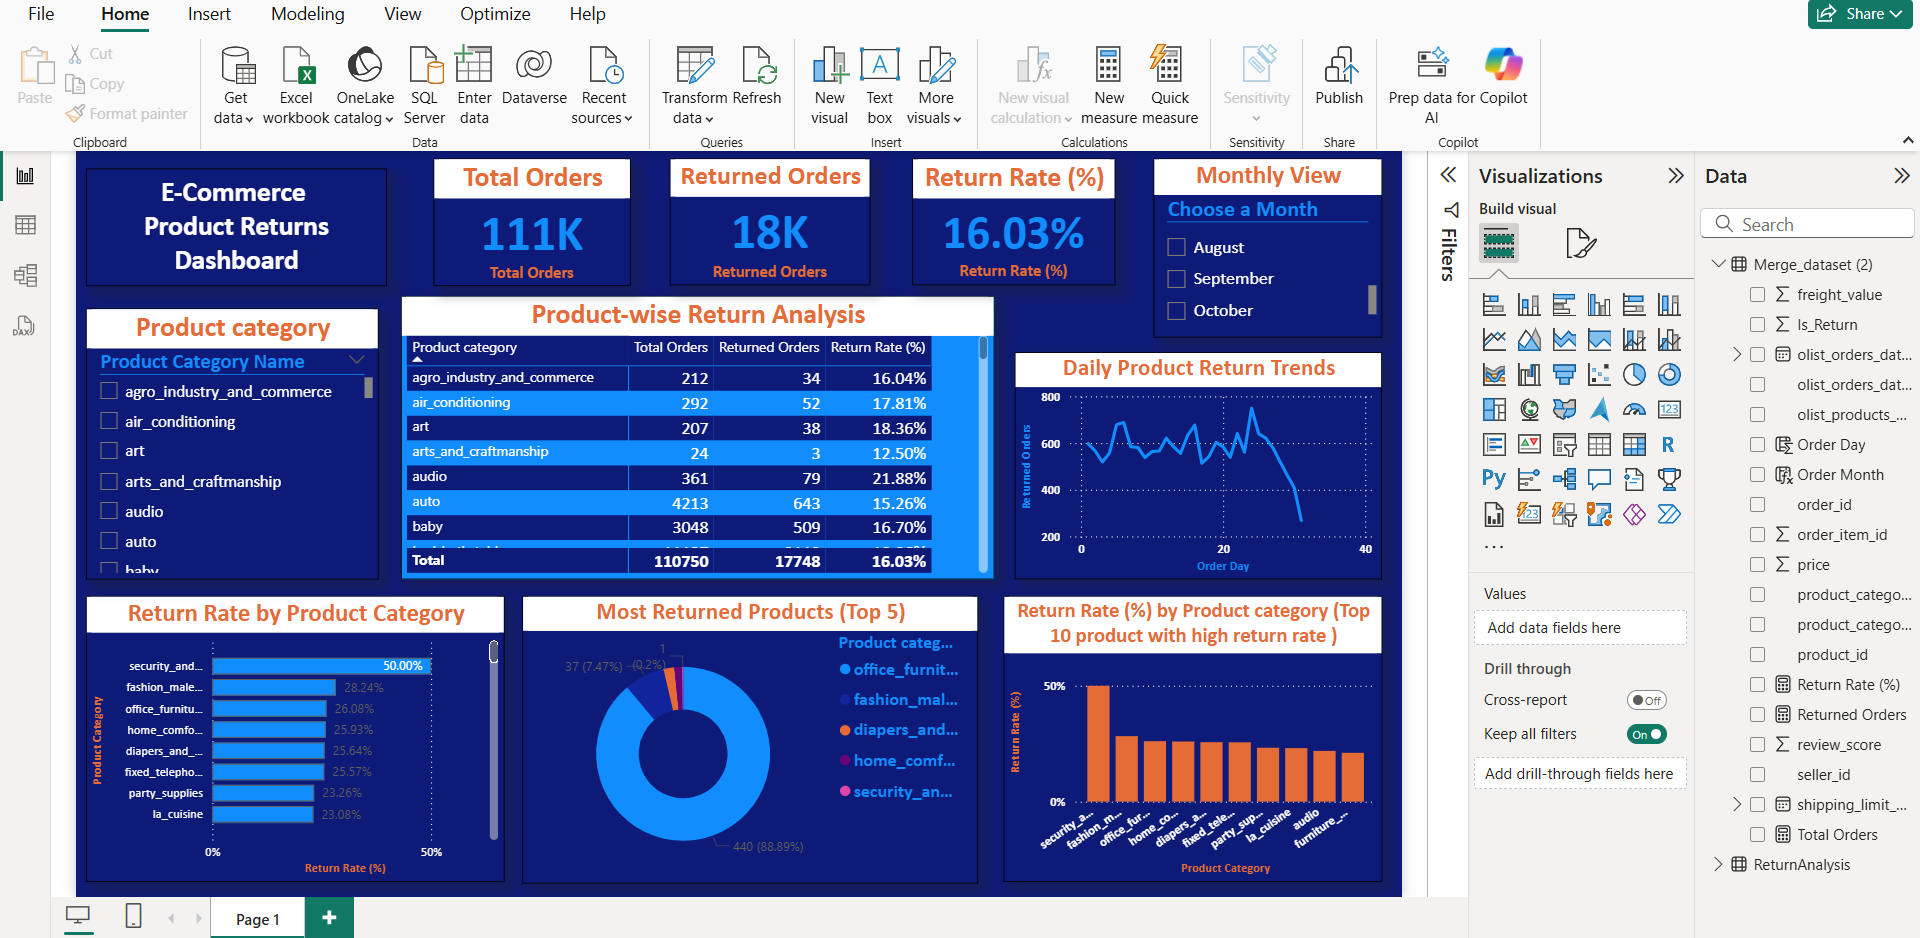 File Home Insert Modeling View Optimize Help
Share
Paste
Cut
Copy
Format painter
Clipboard
Get data
Excel workbook
OneLake catalog
SQL Server
Enter data
Dataverse
Recent sources
Data
Transform data
Refresh
Queries
New visual
Text box
More visuals
Insert
New visual calculation
New measure
Quick measure
Calculations
Sensitivity
Sensitivity
Publish
Share
Prep data for AI
Copilot
Copilot
E-Commerce
Product Returns
Dashboard
Total Orders
111K
Total Orders
Returned Orders
18K
Returned Orders
Return Rate (%)
16.03%
Return Rate (%)
Monthly View
Choose a Month
August
September
October
Product category
Product Category Name
agro_industry_and_commerce
air_conditioning
art
arts_and_craftmanship
audio
auto
baby
Product-wise Return Analysis
Product category Total Orders Returned Orders Return Rate (%)
agro_industry_and_commerce 212 34 16.04%
air_conditioning 292 52 17.81%
art 207 38 18.36%
arts_and_craftmanship 24 3 12.50%
audio 361 79 21.88%
auto 4213 643 15.26%
baby 3048 509 16.70%
Total 110750 17748 16.03%
Daily Product Return Trends
Returned Orders
800
600
400
200
0 20 40
Order Day
Return Rate by Product Category
Product Category
security_and... 50.00%
fashion_male... 28.24%
office_furnitu... 26.08%
home_comfo... 25.93%
diapers_and_... 25.64%
fixed_telepho... 25.57%
party_supplies 23.26%
la_cuisine 23.08%
0% 50%
Return Rate (%)
Most Returned Products (Top 5)
1
(0.2%)
37 (7.47%)
440 (88.89%)
Product categ...
office_furnit...
fashion_mal...
diapers_and...
home_comf...
security_an...
Return Rate (%) by Product category (Top
10 product with high return rate )
Return Rate (%)
50%
0%
security_a...
fashion_m...
office_fur...
home_co...
diapers_a...
fixed_tele...
party_sup...
la_cuisine
audio
furniture_...
Product Category
Filters
Visualizations
Build visual
123
R
Py
123
...
Values
Add data fields here
Drill through
Cross-report Off
Keep all filters On
Add drill-through fields here
Data
Search
Merge_dataset (2)
freight_value
Is_Return
olist_orders_dat...
olist_orders_dat...
olist_products_...
Order Day
Order Month
order_id
order_item_id
price
product_catego...
product_catego...
product_id
Return Rate (%)
Returned Orders
review_score
seller_id
shipping_limit_...
Total Orders
ReturnAnalysis
Page 1
DAX